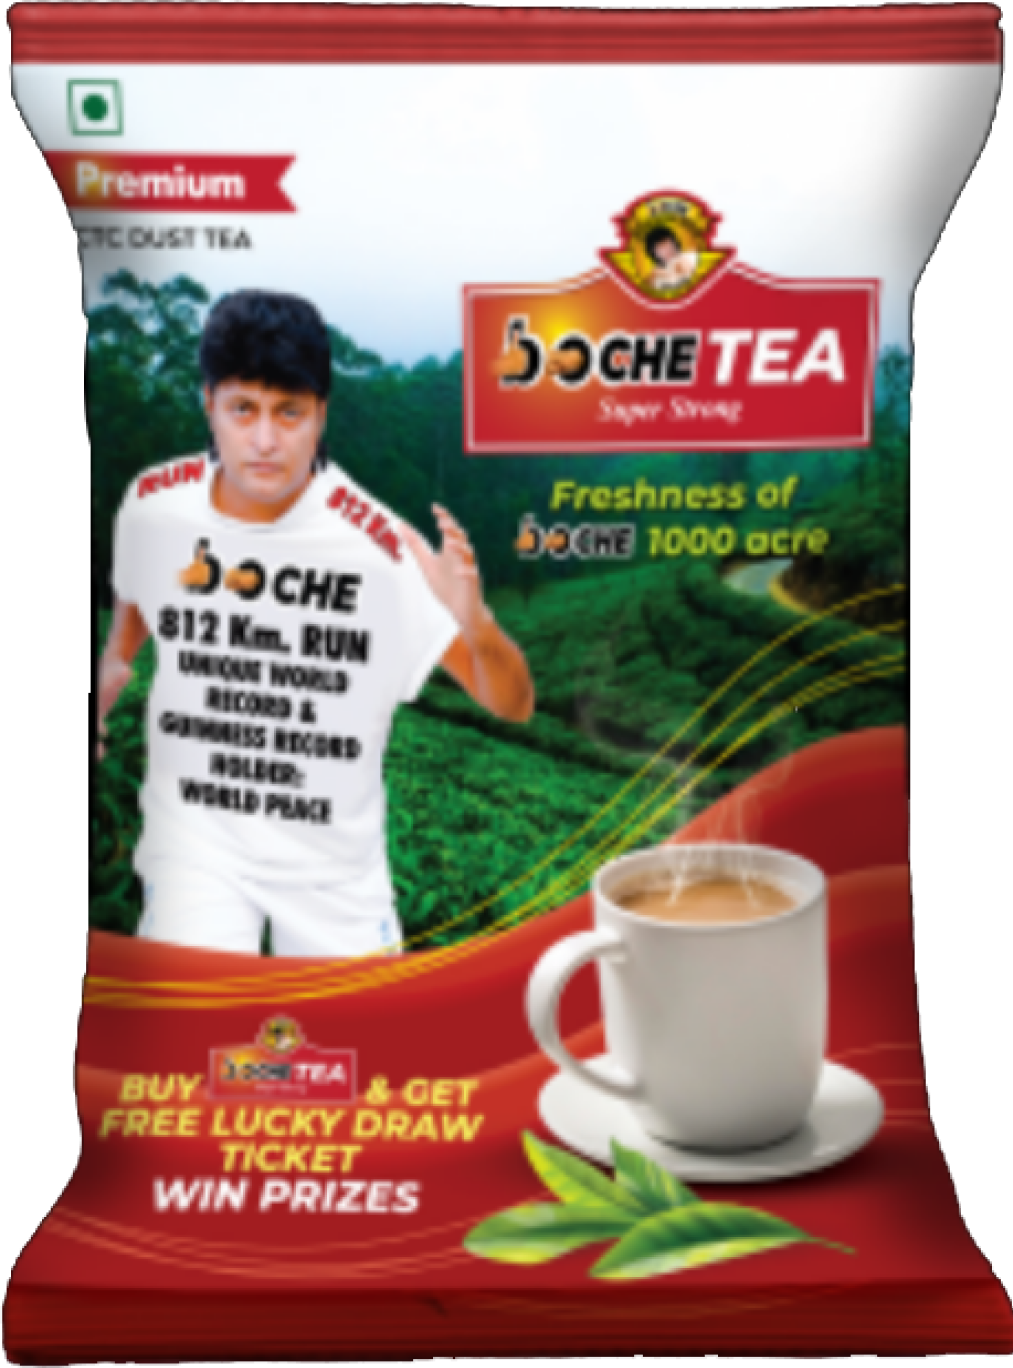 Premium
CTC DUST TEA
BOCHE TEA
Super Strong
Freshness of
BOCHE 1000 acre
RUN
812 Km.
BOCHE
812 Km. RUN
UNIQUE WORLD
RECORD &
GUINNESS RECORD
HOLDER:
WORLD PEACE
BUY BOCHE TEA & GET
FREE LUCKY DRAW
TICKET
WIN PRIZES